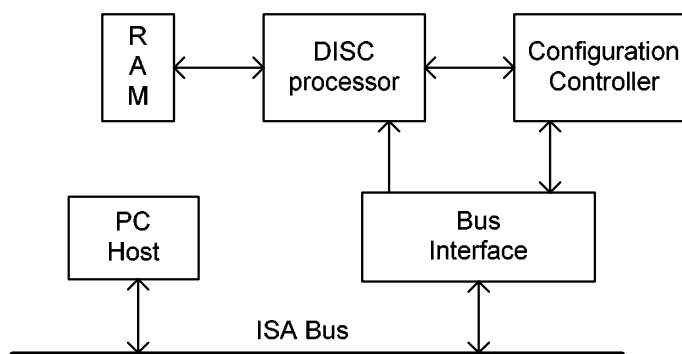 R
A
M
DISC
processor
Configuration
Controller
PC
Host
Bus
Interface
ISA Bus